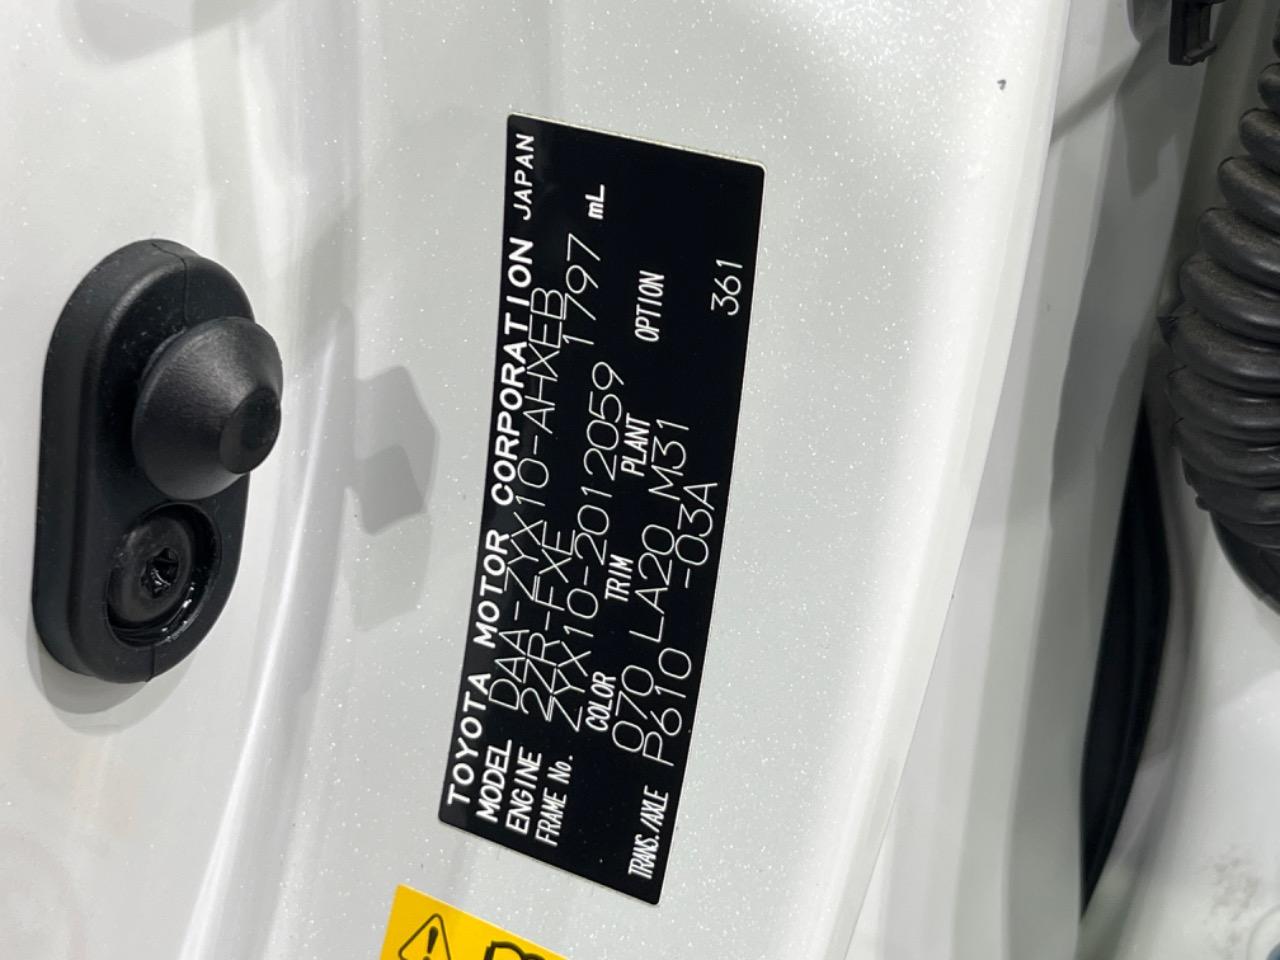 TOYOTA MOTOR CORPORATION JAPAN
MODEL DAA-ZYX10-AHXEB
ENGINE 2ZR-FXE 1797 mL
FRAME No. ZYX10-2012059
COLOR TRIM PLANT OPTION
070 LA20 M31
TRANS./AXLE P610 -03A 361